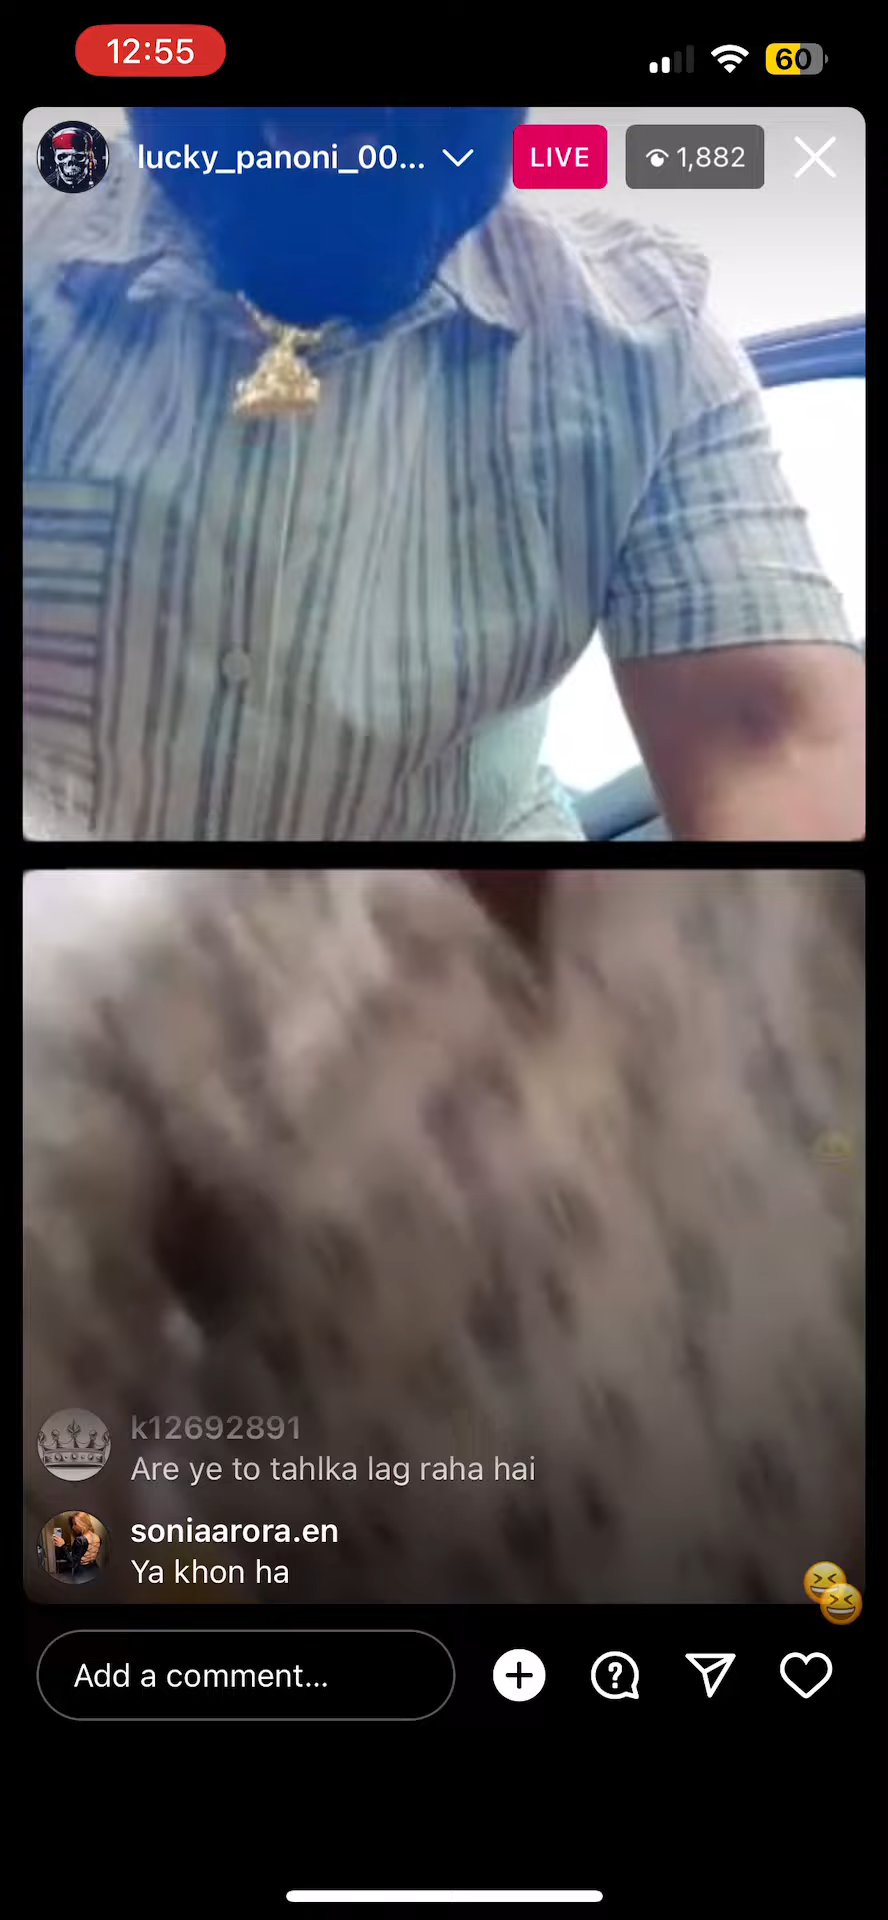 12:55
60
lucky_panoni_00...
LIVE
1,882
k12692891
Are ye to tahlka lag raha hai
soniaarora.en
Ya khon ha
Add a comment...